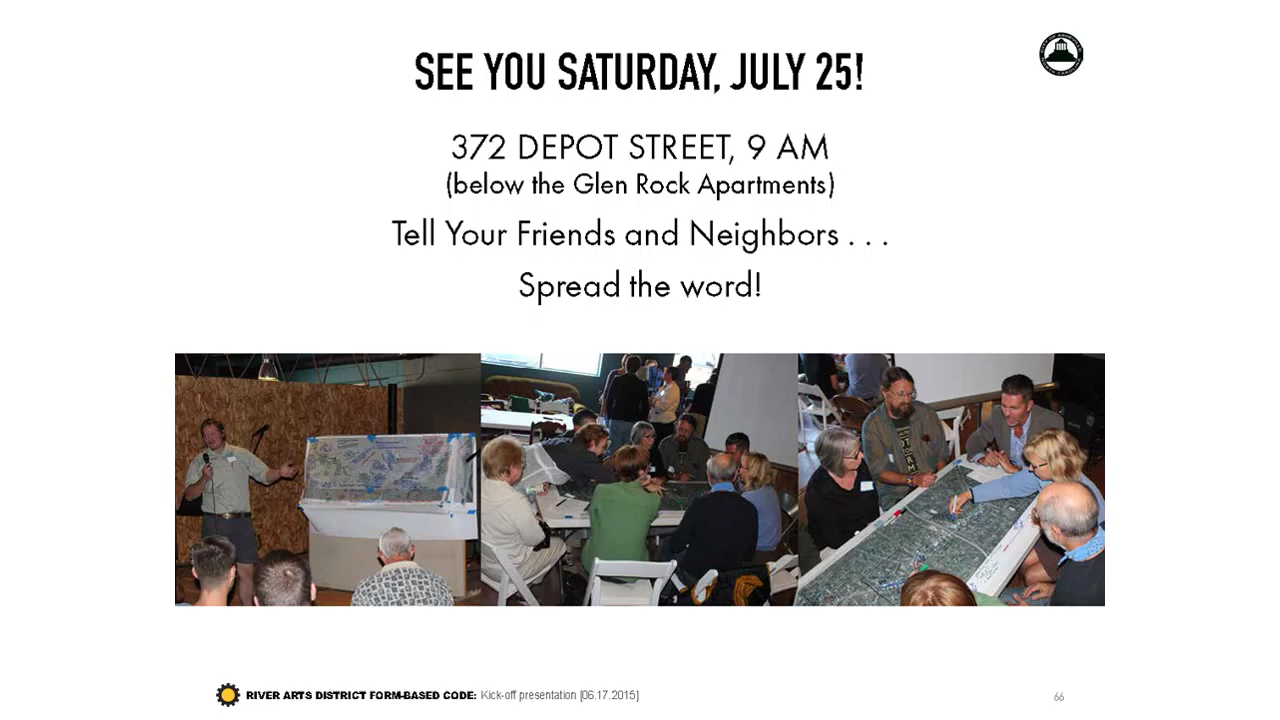 SEE YOU SATURDAY, JULY 25!
372 DEPOT STREET, 9 AM
(below the Glen Rock Apartments)
Tell Your Friends and Neighbors . . .
Spread the word!
RIVER ARTS DISTRICT FORM-BASED CODE: Kick-off presentation [06.17.2015]
66